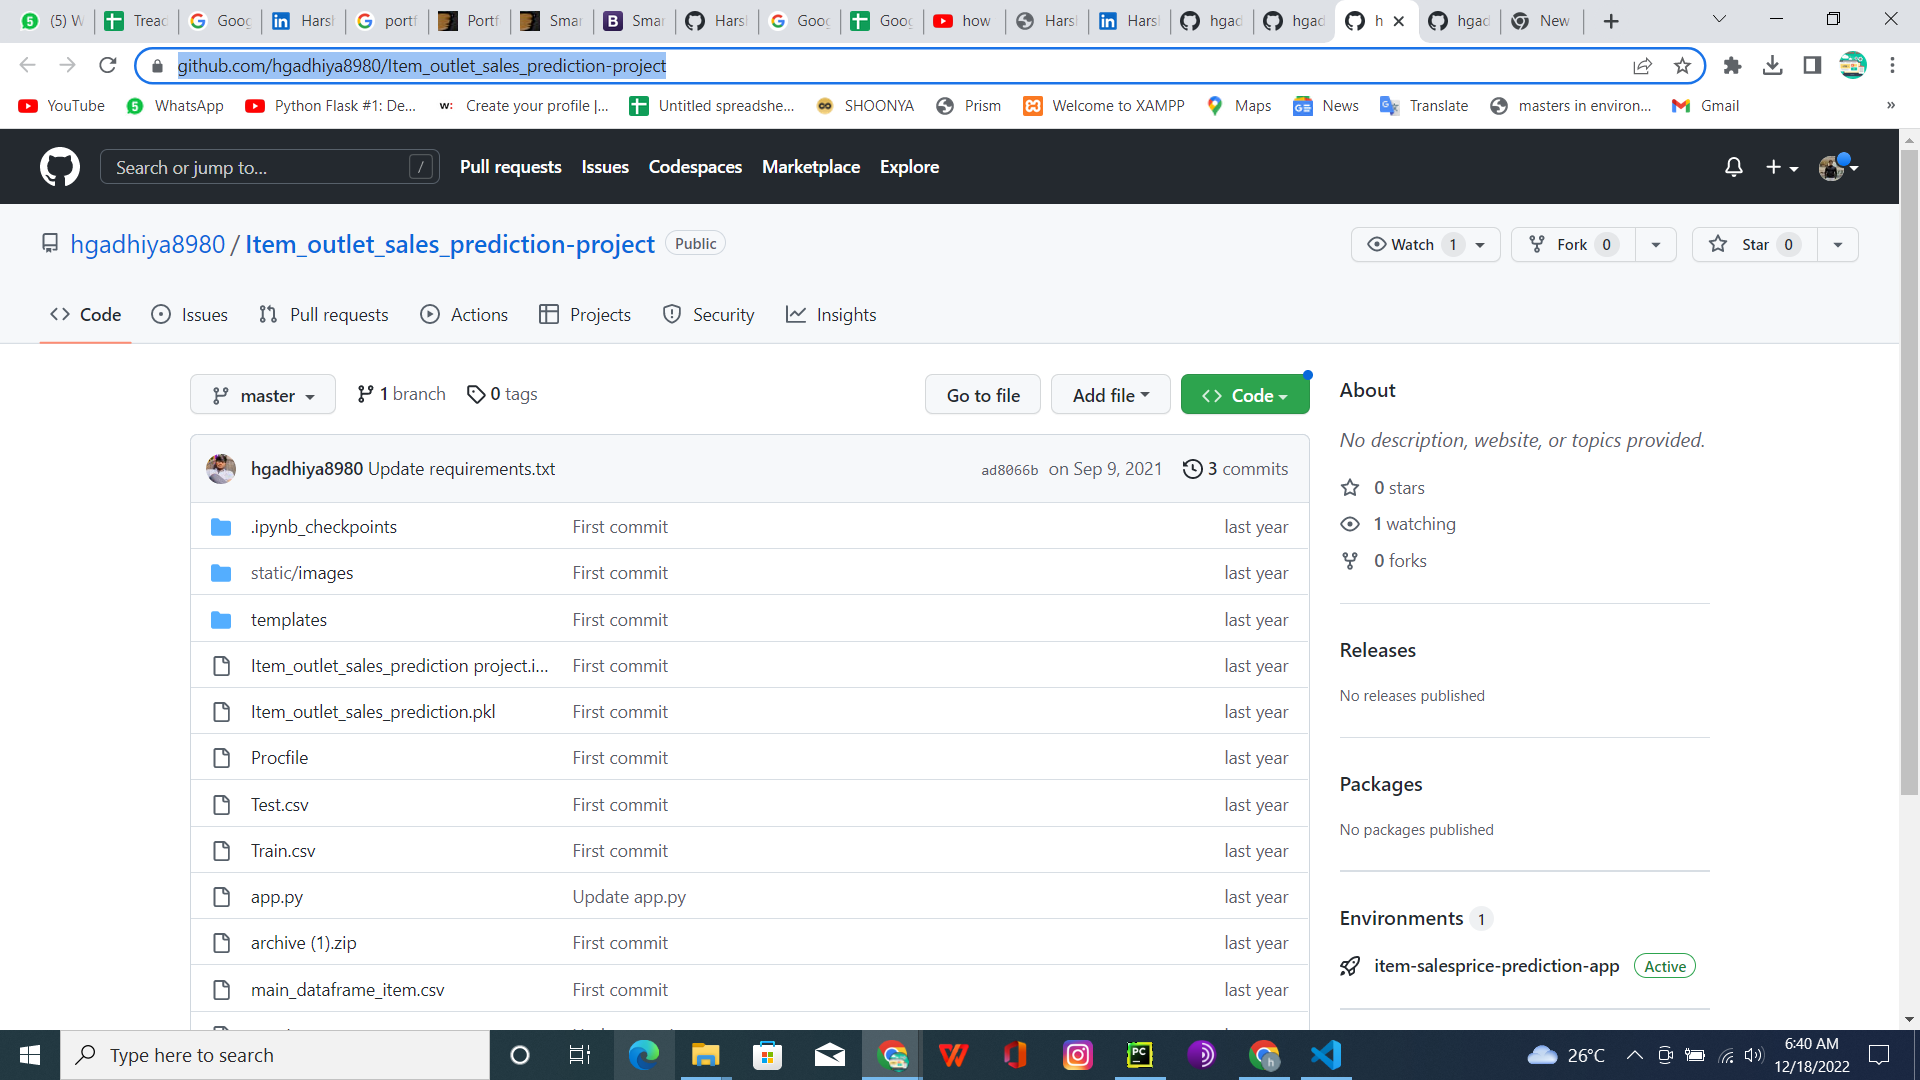 (5) W
Treac
Goog
Harsh
portf
Portf
Smar
Smar
Harsh
Goog
Goog
how
Harsh
Harsh
hgad
hgad
h
hgad
New
github.com/hgadhiya8980/Item_outlet_sales_prediction-project
YouTube
WhatsApp
Python Flask #1: De...
w: Create your profile |...
Untitled spreadshe...
SHOONYA
Prism
Welcome to XAMPP
Maps
News
Translate
masters in environ...
Gmail
»
Search or jump to... /
Pull requests
Issues
Codespaces
Marketplace
Explore
hgadhiya8980 / Item_outlet_sales_prediction-project Public
Watch 1
Fork 0
Star 0
Code
Issues
Pull requests
Actions
Projects
Security
Insights
master
1 branch
0 tags
Go to file
Add file
Code
hgadhiya8980 Update requirements.txt ad8066b on Sep 9, 2021 3 commits
.ipynb_checkpoints First commit last year
static/images First commit last year
templates First commit last year
Item_outlet_sales_prediction project.i... First commit last year
Item_outlet_sales_prediction.pkl First commit last year
Procfile First commit last year
Test.csv First commit last year
Train.csv First commit last year
app.py Update app.py last year
archive (1).zip First commit last year
main_dataframe_item.csv First commit last year
About
No description, website, or topics provided.
0 stars
1 watching
0 forks
Releases
No releases published
Packages
No packages published
Environments 1
item-salesprice-prediction-app Active
Type here to search
26°C
6:40 AM
12/18/2022